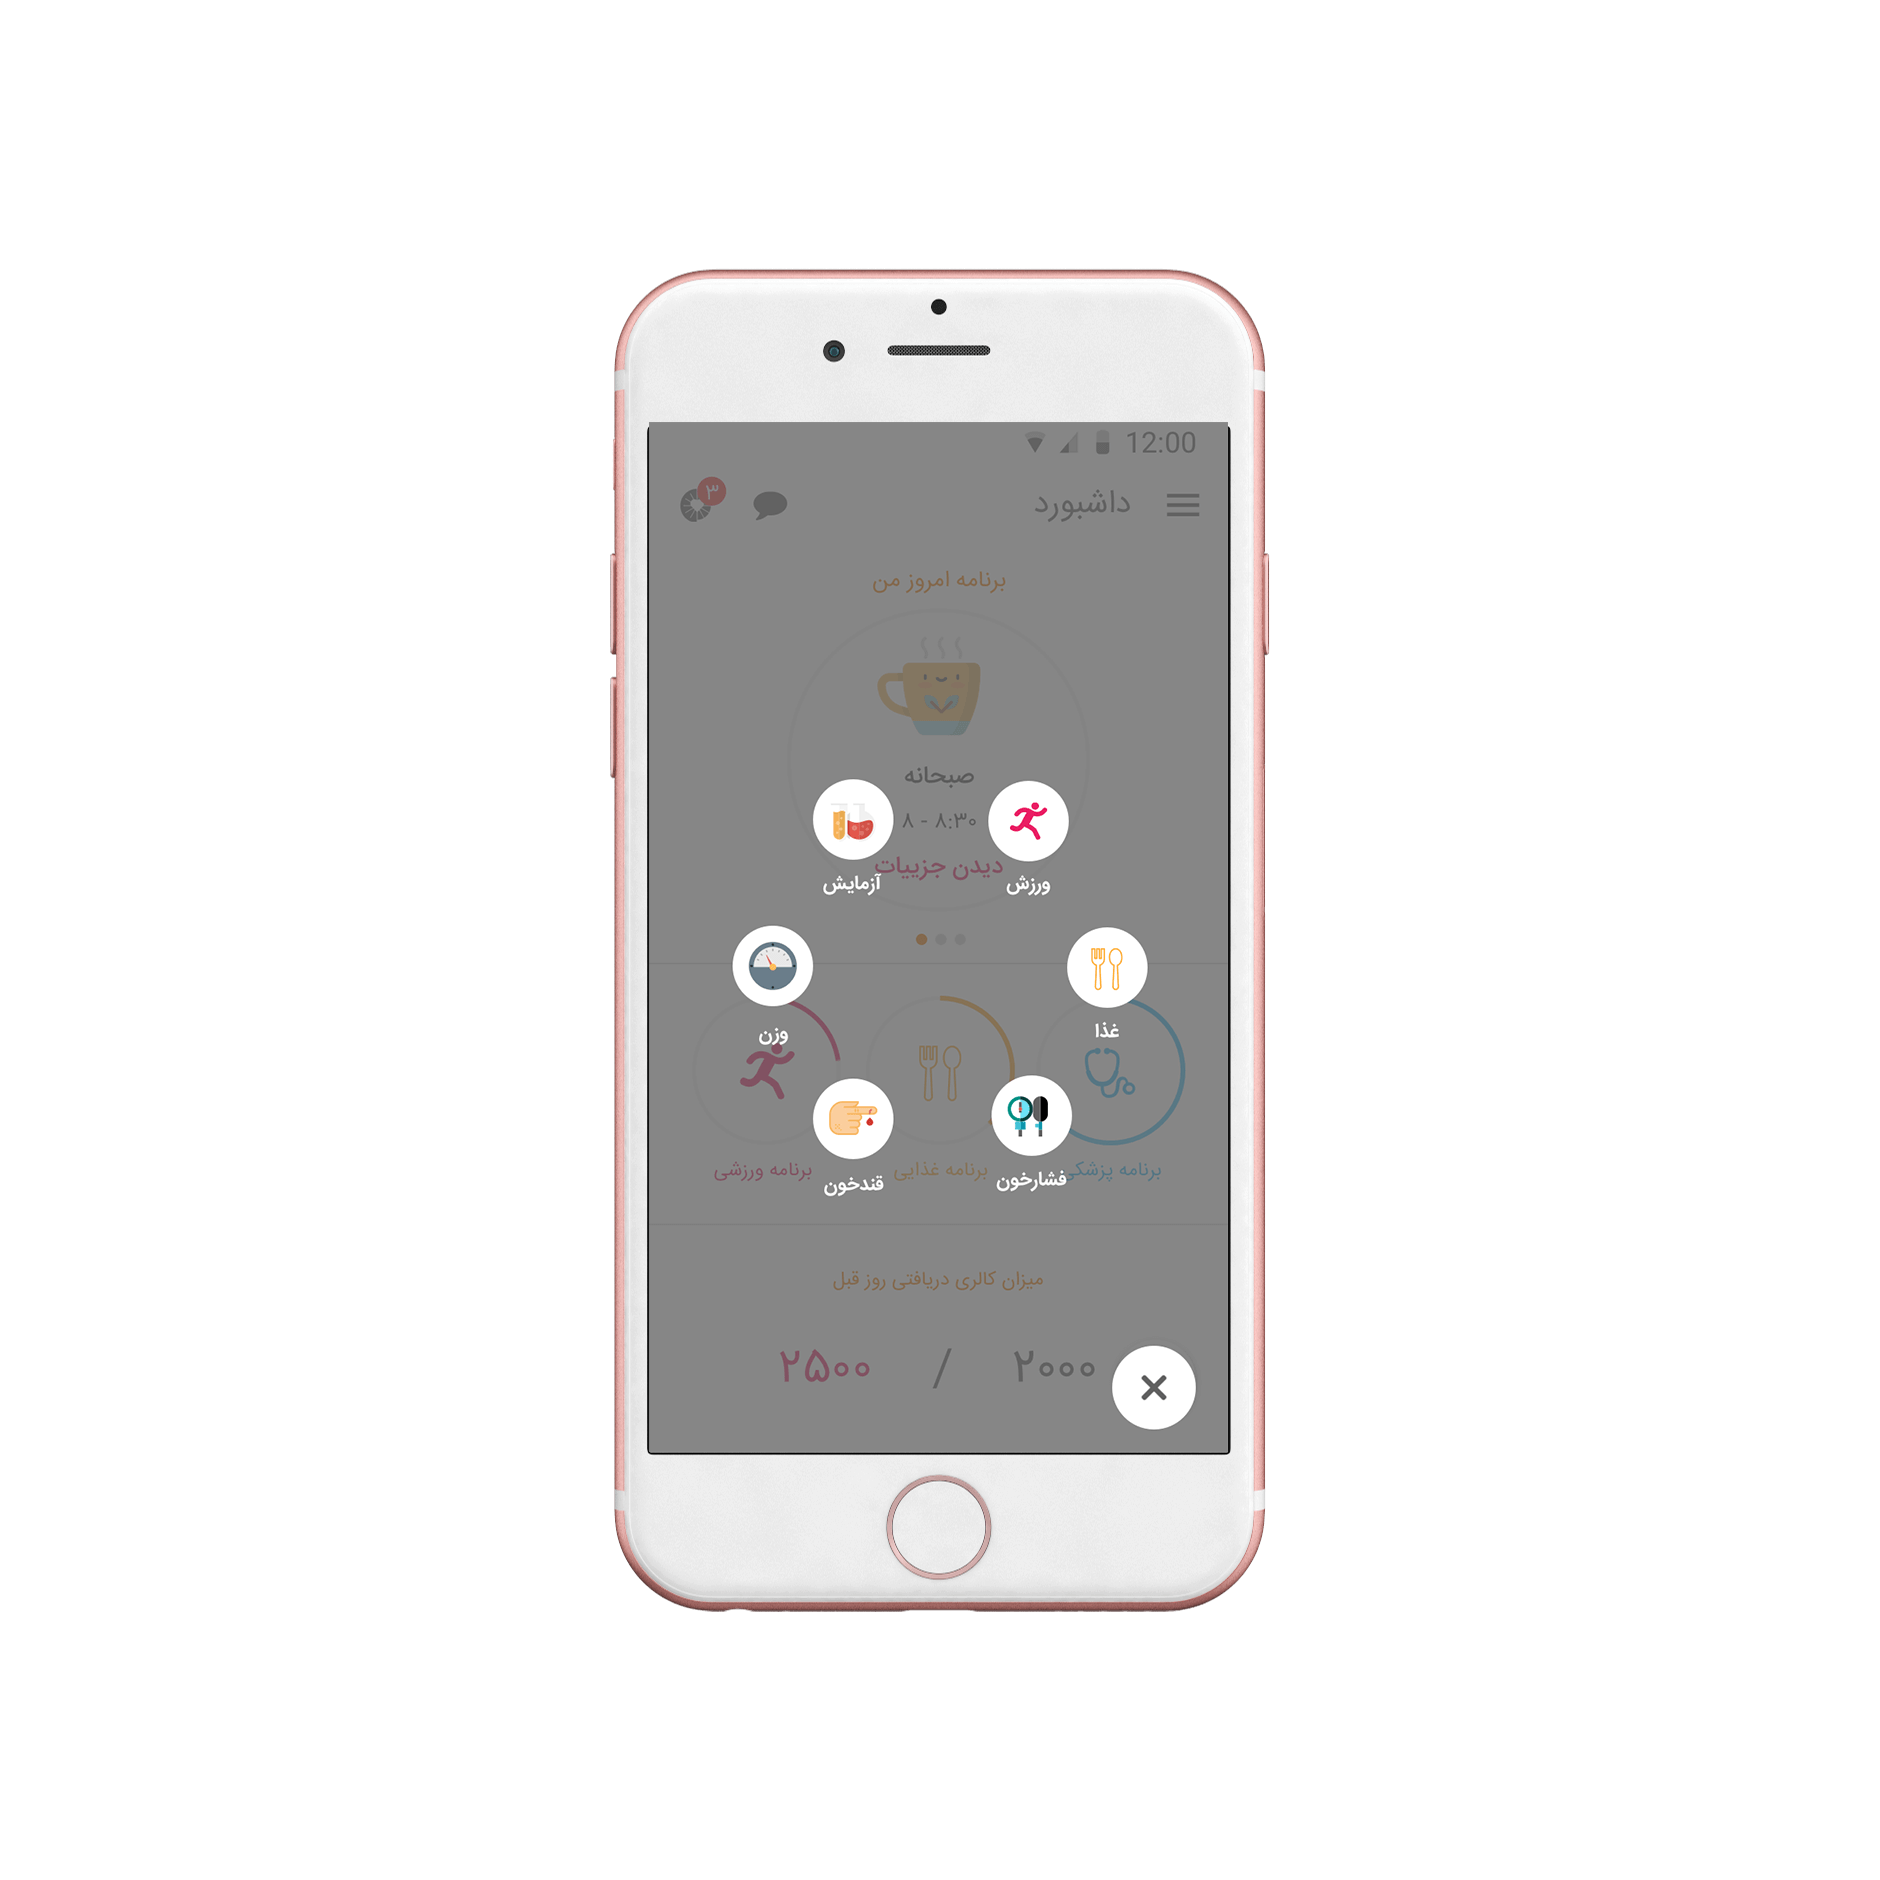 12:00
داشبورد
۳
برنامه امروز من
صبحانه
۸ - ۸:۳۰
دیدن جزییات
ورزش
آزمایش
غذا
وزن
فشارخون
قندخون
برنامه پزشکی
برنامه غذایی
برنامه ورزشی
میزان کالری دریافتی روز قبل
۲۰۰۰ / ۲۵۰۰